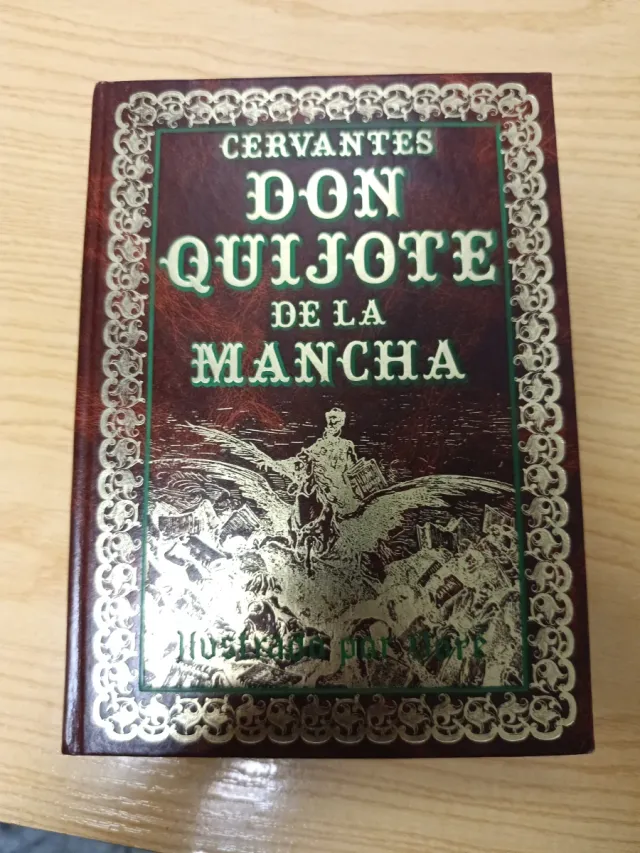 CERVANTES
DON
QUIJOTE
DE LA
MANCHA
Ilustrado por Doré